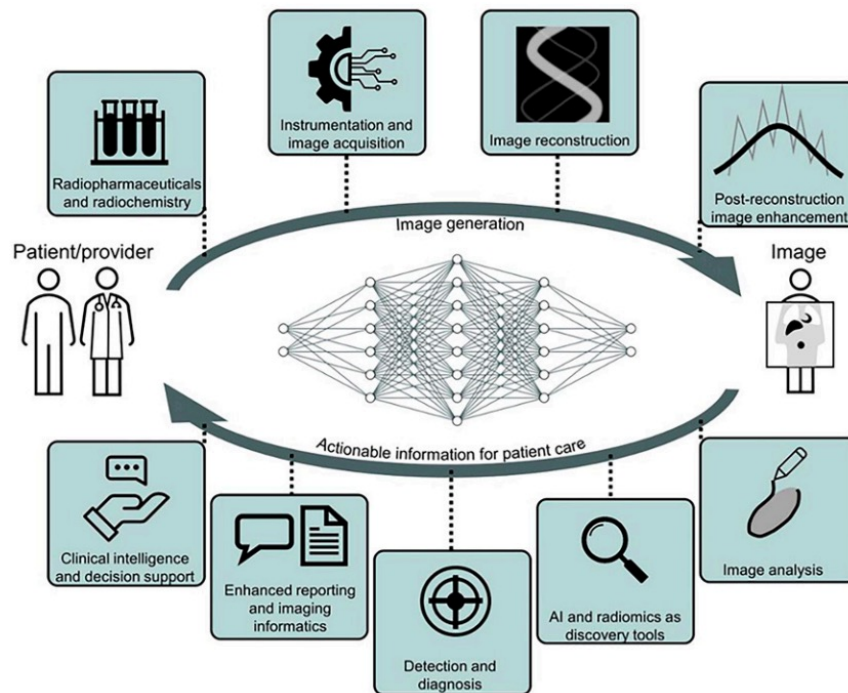 Radiopharmaceuticals
and radiochemistry
Instrumentation and
image acquisition
Image reconstruction
Post-reconstruction
image enhancement
Image generation
Patient/provider
Image
Actionable information for patient care
Clinical intelligence
and decision support
Enhanced reporting
and imaging
informatics
Detection and
diagnosis
AI and radiomics as
discovery tools
Image analysis